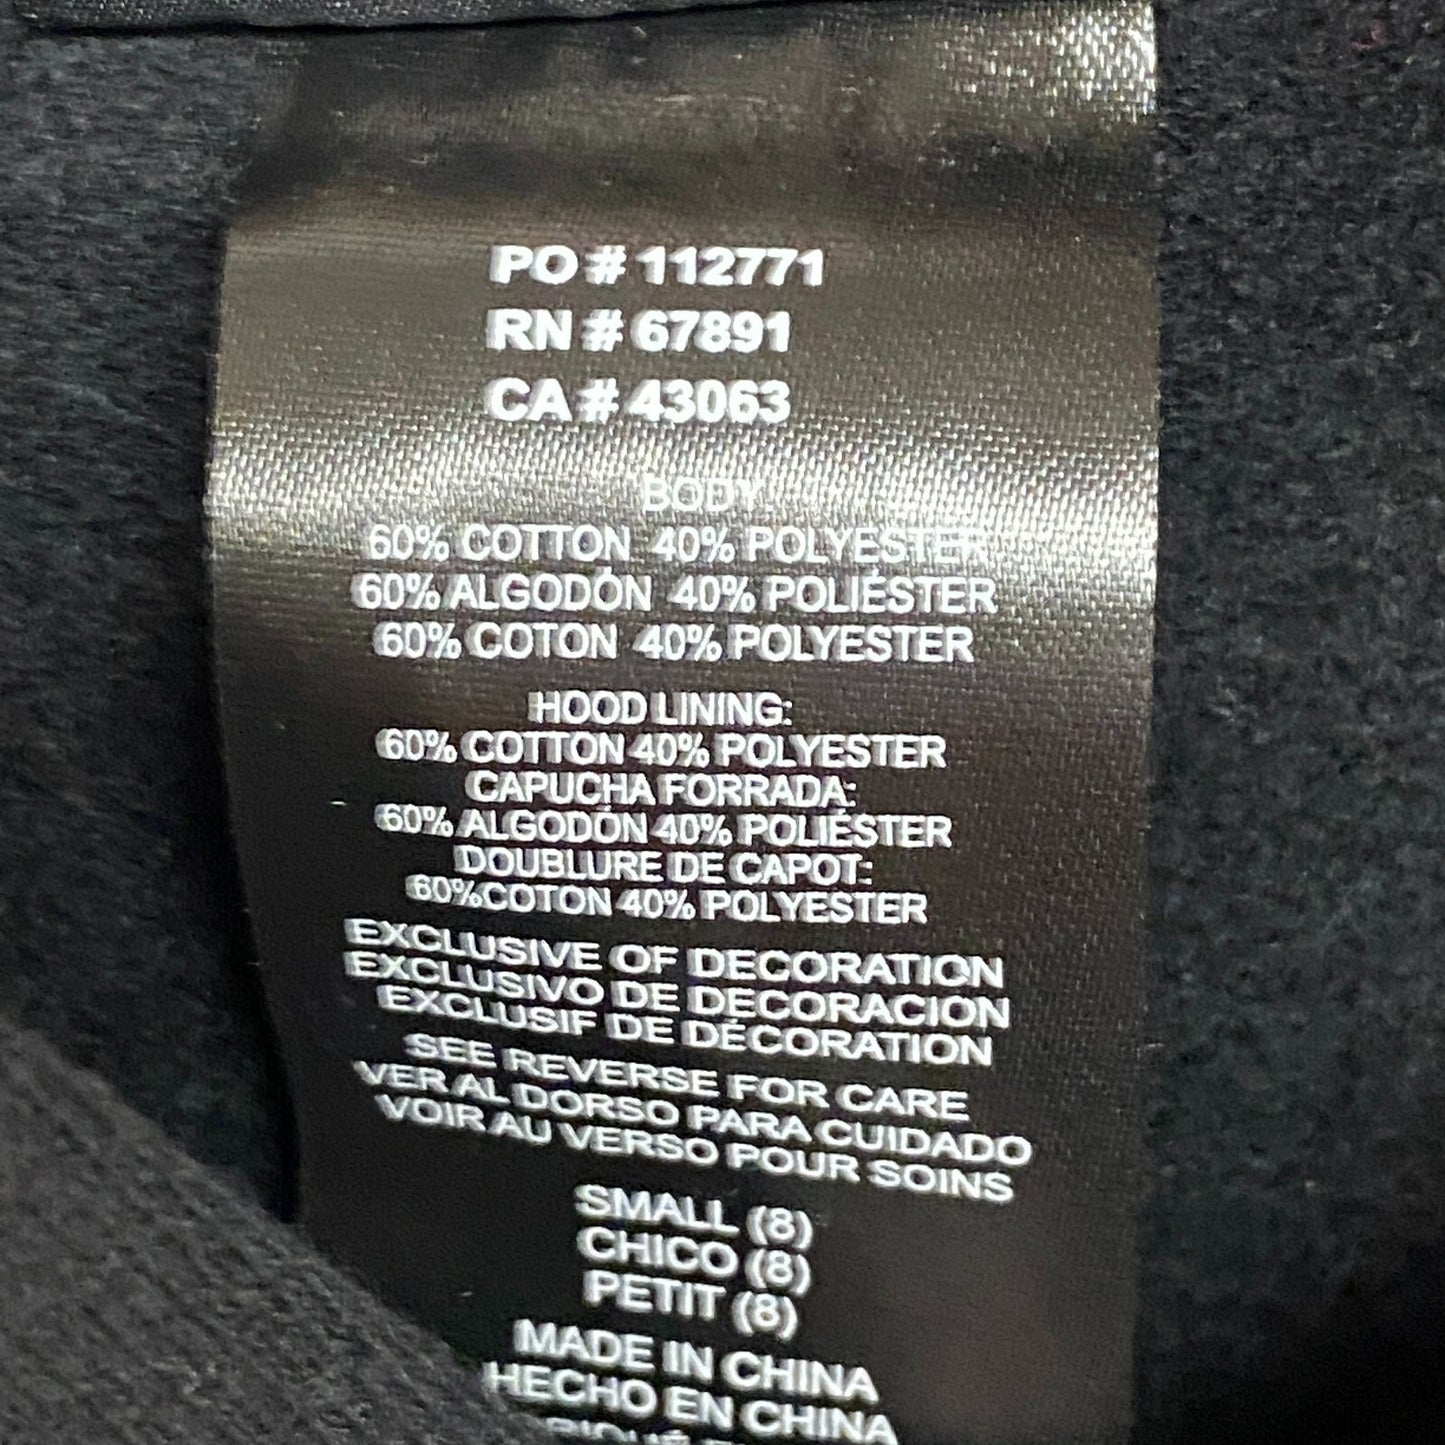 PO # 112771
RN # 67891
CA # 43063
BODY:
60% COTTON 40% POLYESTER
60% ALGODÓN 40% POLIÉSTER
60% COTON 40% POLYESTER
HOOD LINING:
60% COTTON 40% POLYESTER
CAPUCHA FORRADA:
60% ALGODÓN 40% POLIÉSTER
DOUBLURE DE CAPOT:
60%COTON 40% POLYESTER
EXCLUSIVE OF DECORATION
EXCLUSIVO DE DECORACION
EXCLUSIF DE DÉCORATION
SEE REVERSE FOR CARE
VER AL DORSO PARA CUIDADO
VOIR AU VERSO POUR SOINS
SMALL (8)
CHICO (8)
PETIT (8)
MADE IN CHINA
HECHO EN CHINA